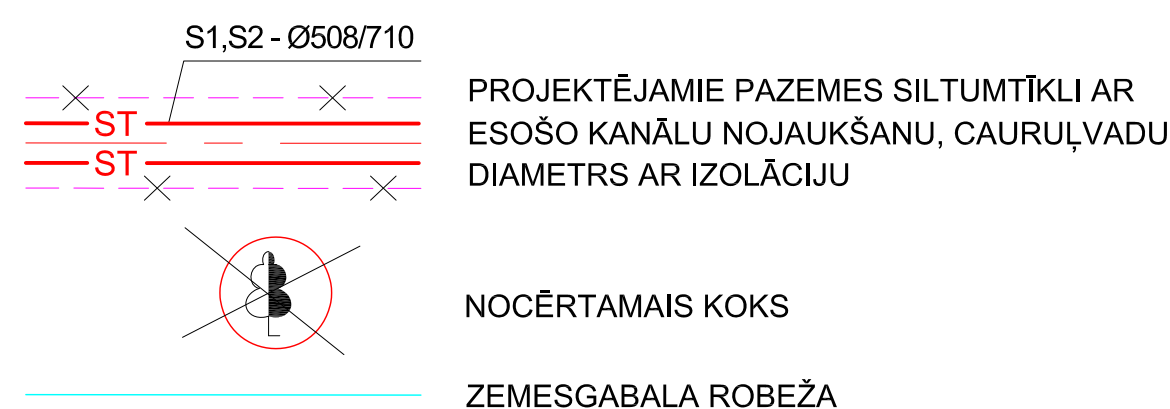 S1,S2 - Ø508/710
ST
ST
PROJEKTĒJAMIE PAZEMES SILTUMTĪKLI AR
ESOŠO KANĀLU NOJAUKŠANU, CAURUĻVADU
DIAMETRS AR IZOLĀCIJU
NOCĒRTAMAIS KOKS
ZEMESGABALA ROBEŽA